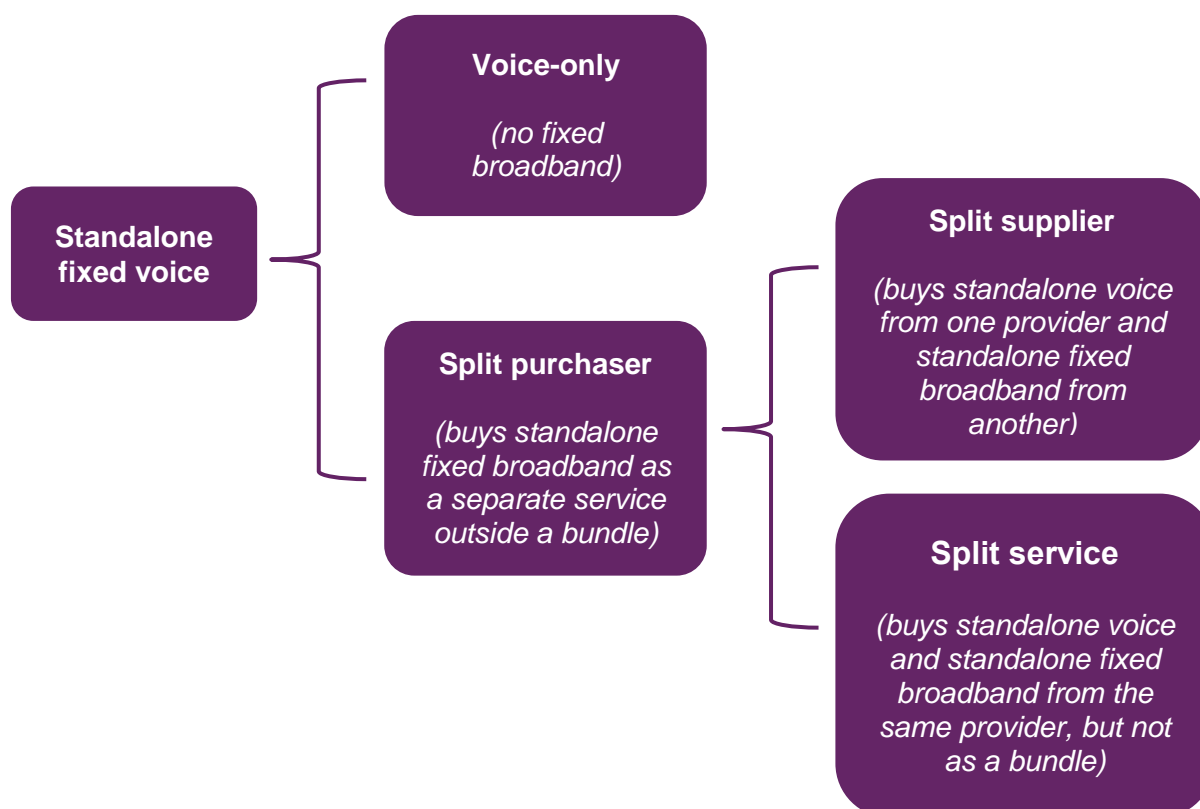 Standalone
fixed voice
Voice-only
(no fixed
broadband)
Split purchaser
(buys standalone
fixed broadband as
a separate service
outside a bundle)
Split supplier
(buys standalone voice
from one provider and
standalone fixed
broadband from
another)
Split service
(buys standalone voice
and standalone fixed
broadband from the
same provider, but not
as a bundle)